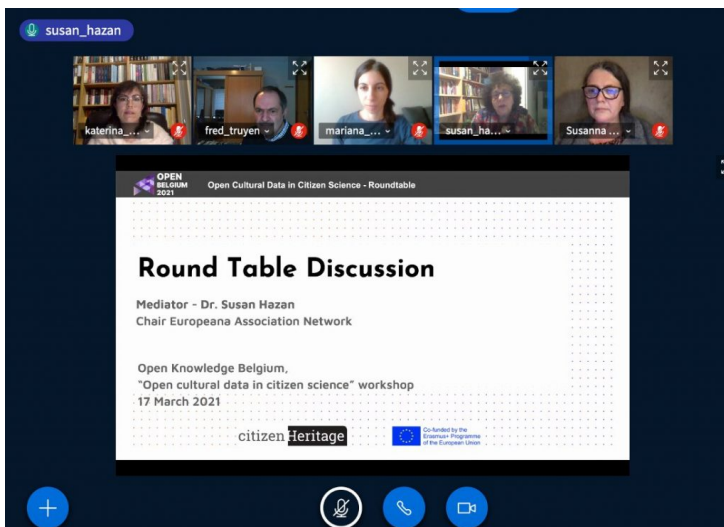 susan_hazan
katerina_...
fred_truyen
mariana_...
susan_ha...
Susanna ...
OPEN
BELGIUM
2021
Open Cultural Data in Citizen Science - Roundtable
Round Table Discussion
Mediator - Dr. Susan Hazan
Chair Europeana Association Network
Open Knowledge Belgium,
"Open cultural data in citizen science" workshop
17 March 2021
citizen Heritage
Co-funded by the
Erasmus+ Programme
of the European Union